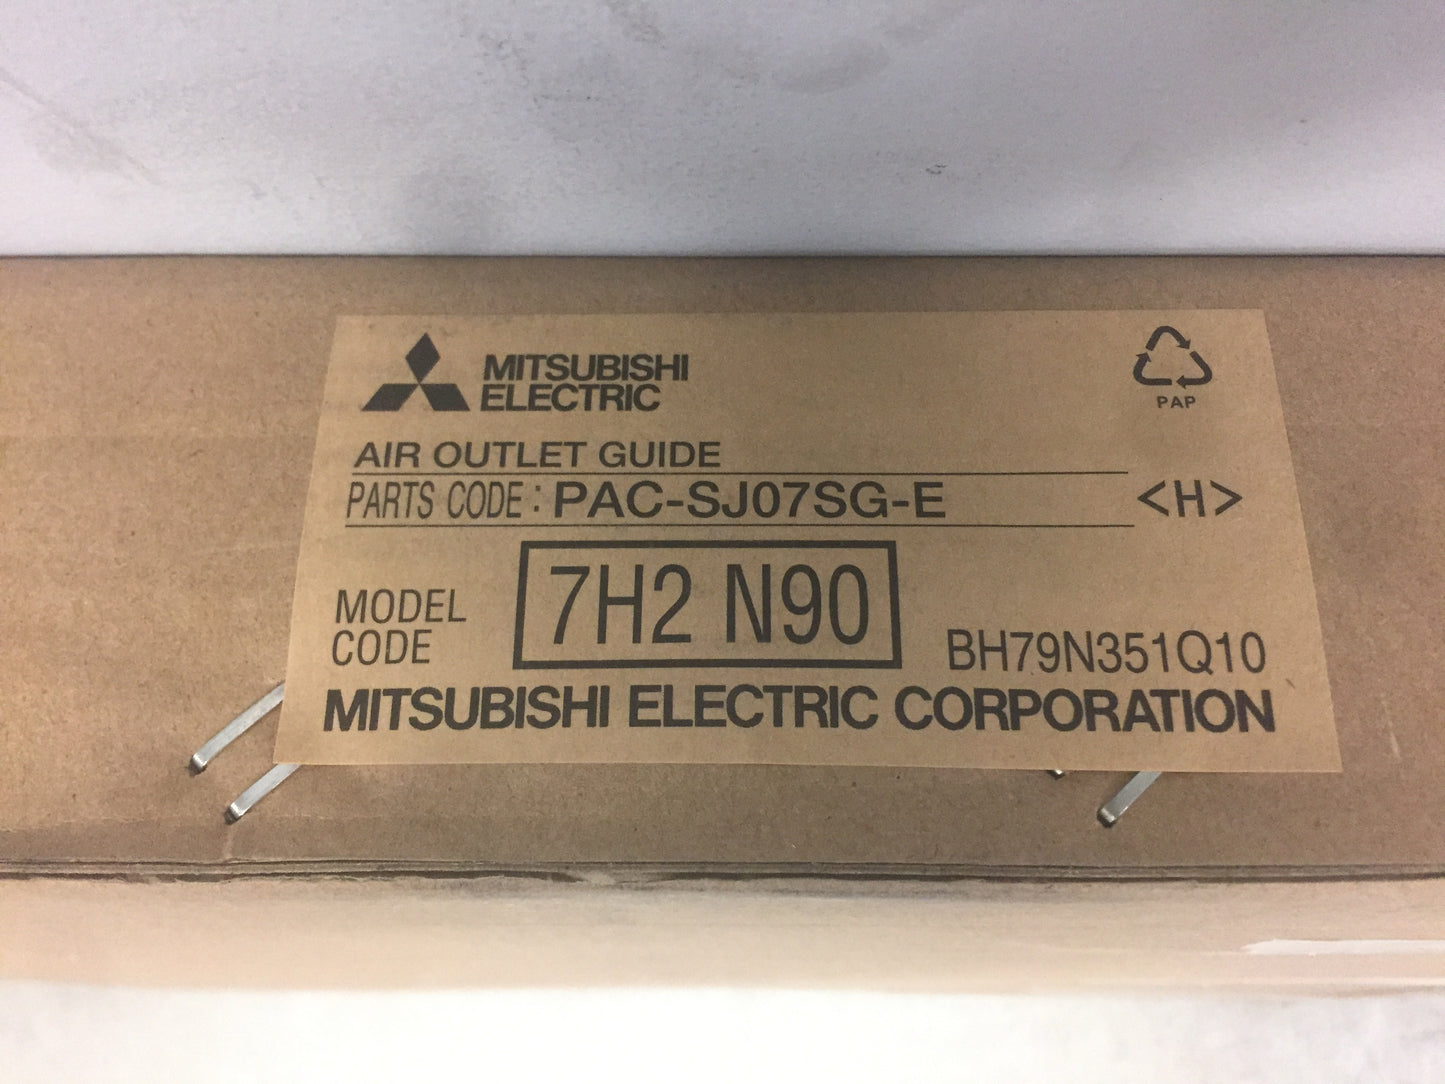 MITSUBISHI
ELECTRIC
PAP
AIR OUTLET GUIDE
PARTS CODE : PAC-SJ07SG-E <H>
MODEL
CODE
7H2 N90
BH79N351Q10
MITSUBISHI ELECTRIC CORPORATION